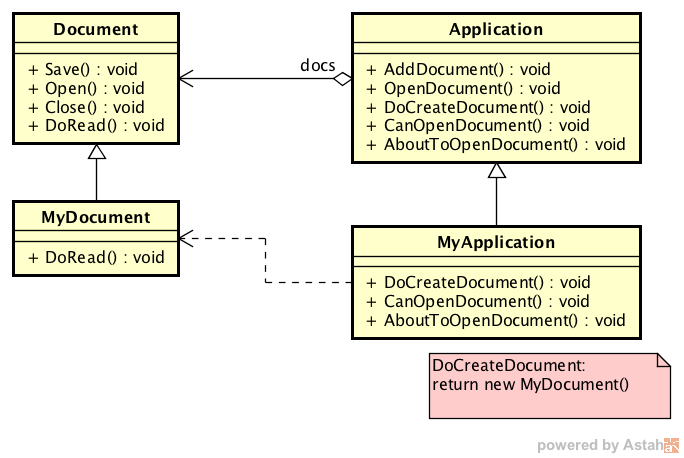 Document
+ Save() : void
+ Open() : void
+ Close() : void
+ DoRead() : void
docs
Application
+ AddDocument() : void
+ OpenDocument() : void
+ DoCreateDocument() : void
+ CanOpenDocument() : void
+ AboutToOpenDocument() : void
MyDocument
+ DoRead() : void
MyApplication
+ DoCreateDocument() : void
+ CanOpenDocument() : void
+ AboutToOpenDocument() : void
DoCreateDocument:
return new MyDocument()
powered by Astah